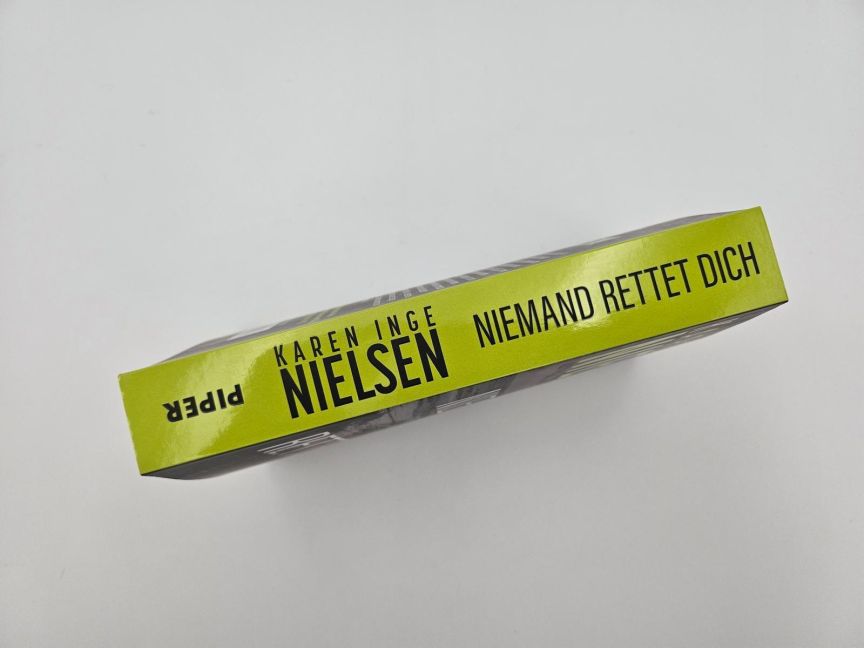 PIPER
KAREN INGE
NIELSEN
NIEMAND RETTET DICH